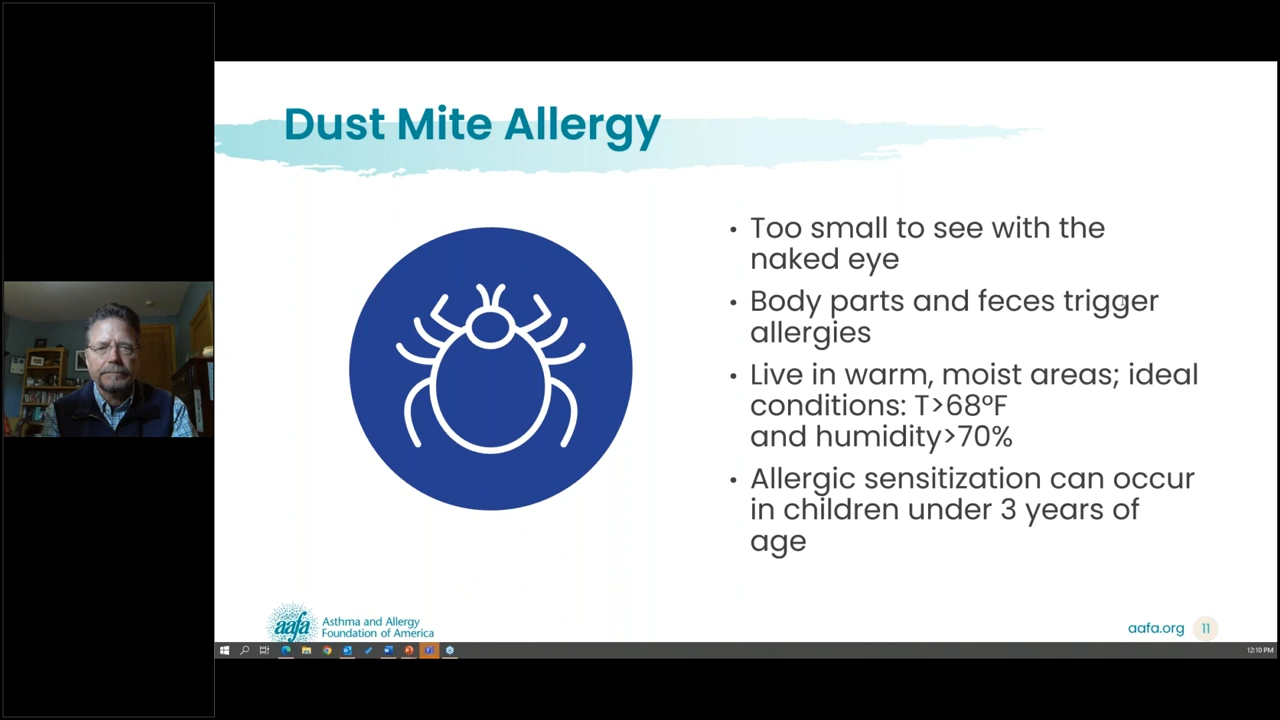 Dust Mite Allergy
• Too small to see with the
naked eye
• Body parts and feces trigger
allergies
• Live in warm, moist areas; ideal
conditions: T>68°F
and humidity>70%
• Allergic sensitization can occur
in children under 3 years of
age
aafa
Asthma and Allergy
Foundation of America
aafa.org 11
12:10 PM